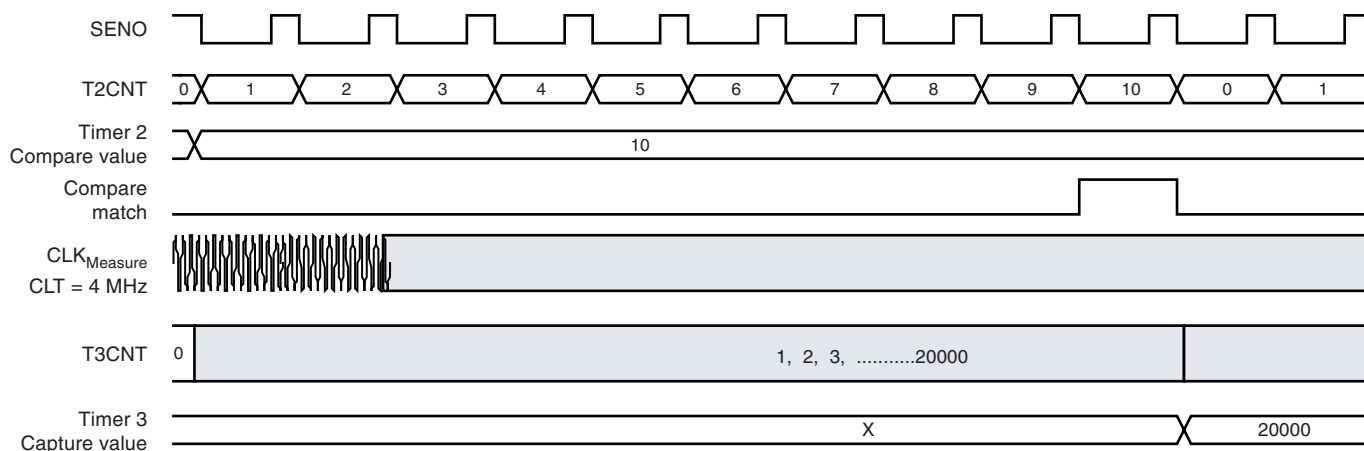 SENO
T2CNT 0 1 2 3 4 5 6 7 8 9 10 0 1
Timer 2
Compare value 10
Compare
match
CLKMeasure
CLT = 4 MHz
T3CNT 0 1, 2, 3, ...........20000
Timer 3
Capture value X 20000